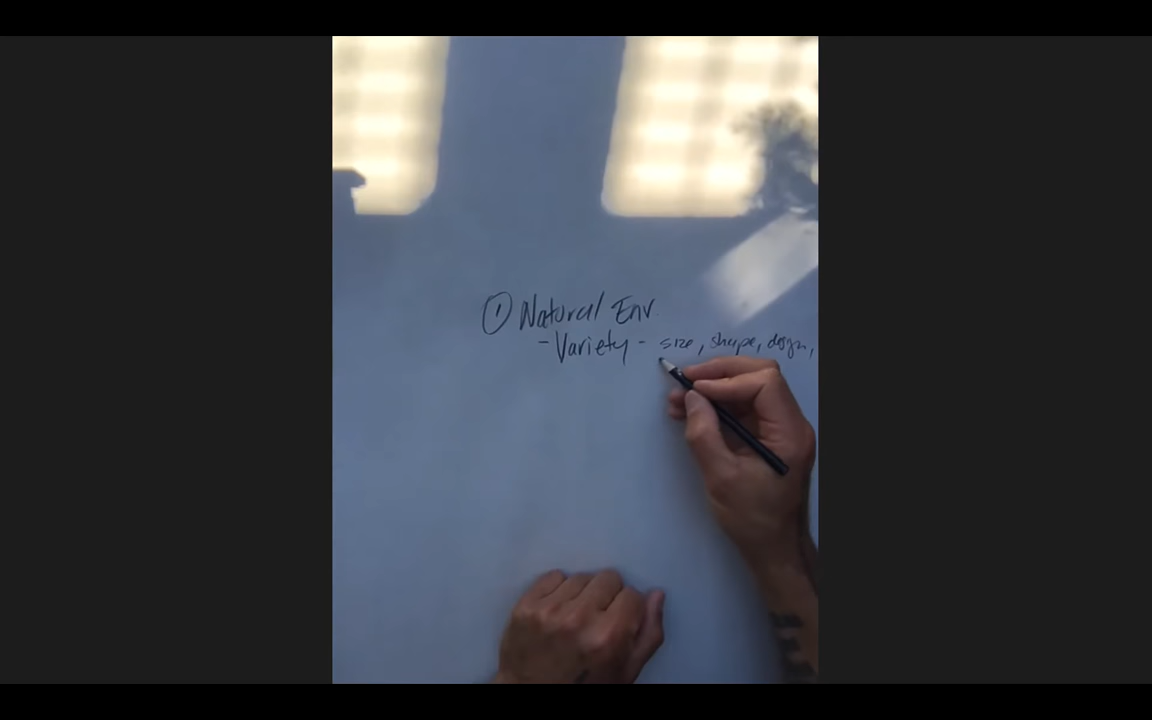 ① Natural Env.
- Variety - size, shape, design,